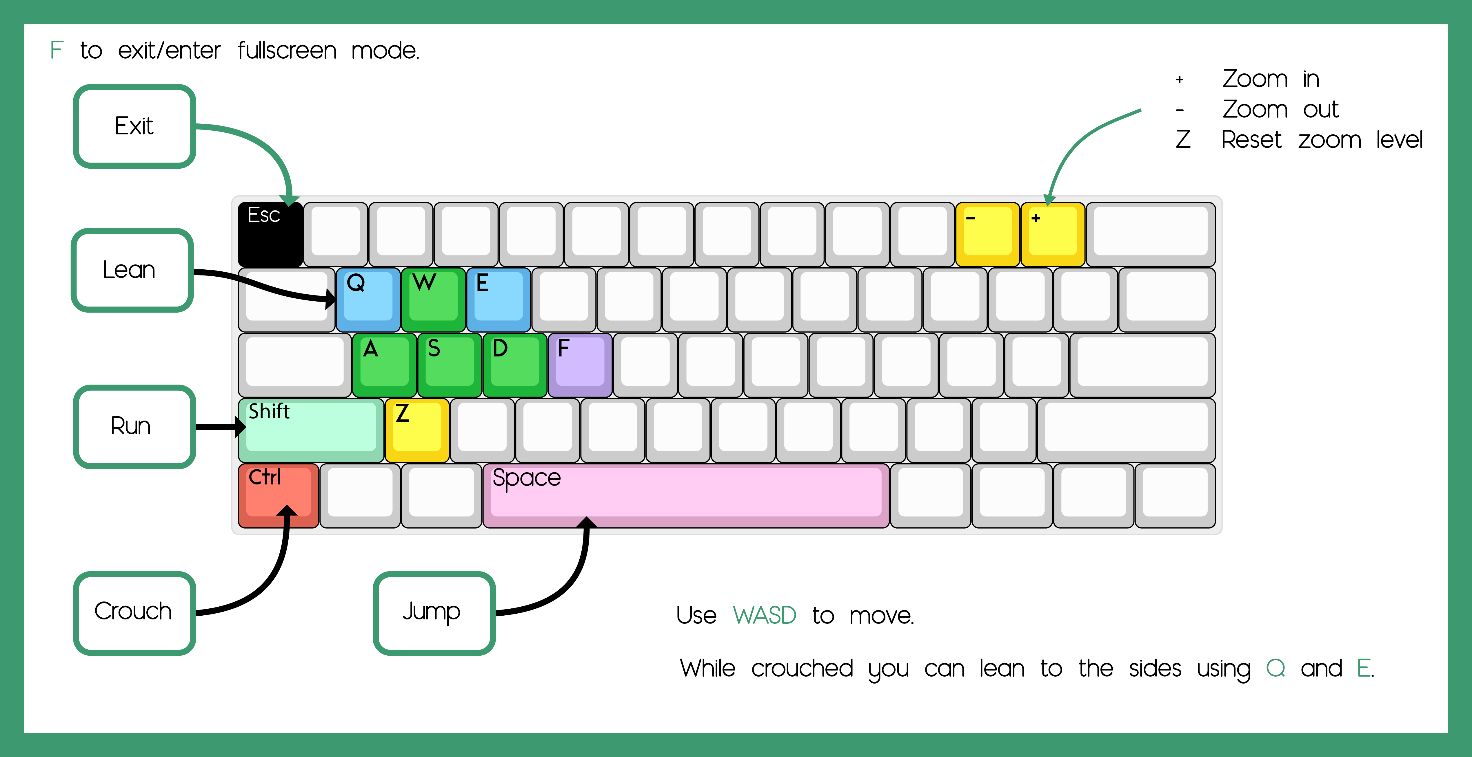 F to exit/enter fullscreen mode.
+ Zoom in
- Zoom out
Z Reset zoom level
Exit
Esc
- +
Lean
Q W E
A S D F
Run
Shift Z
Ctrl Space
Crouch
Jump
Use WASD to move.
While crouched you can lean to the sides using Q and E.